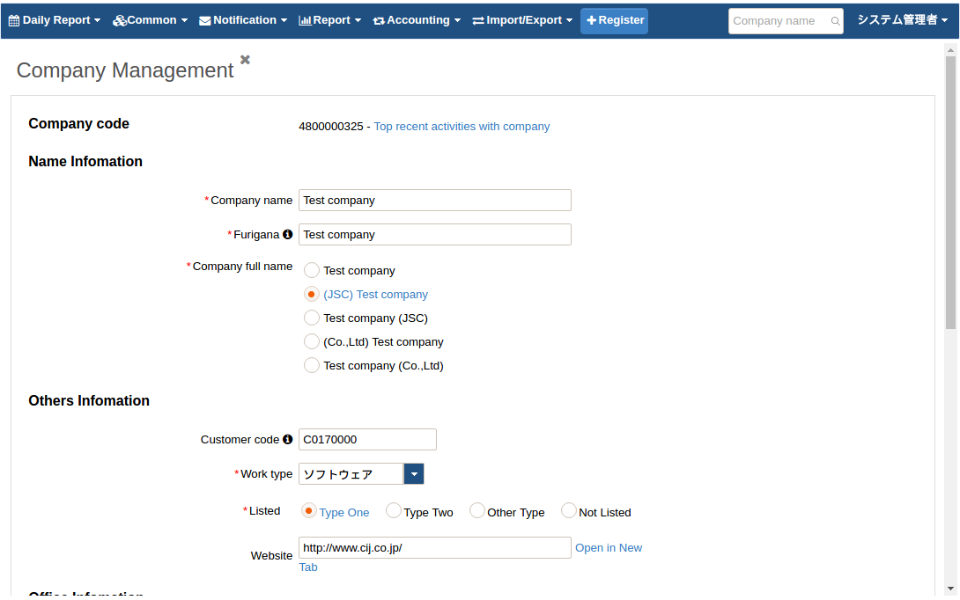 Daily Report Common Notification Report Accounting Import/Export + Register Company name システム管理者
Company Management ×
Company code 4800000325 - Top recent activities with company
Name Infomation
*Company name Test company
*Furigana Test company
*Company full name Test company
(JSC) Test company
Test company (JSC)
(Co.,Ltd) Test company
Test company (Co.,Ltd)
Others Infomation
Customer code C0170000
*Work type ソフトウェア
*Listed Type One Type Two Other Type Not Listed
Website http://www.cij.co.jp/ Open in New
Tab
Office Infomation